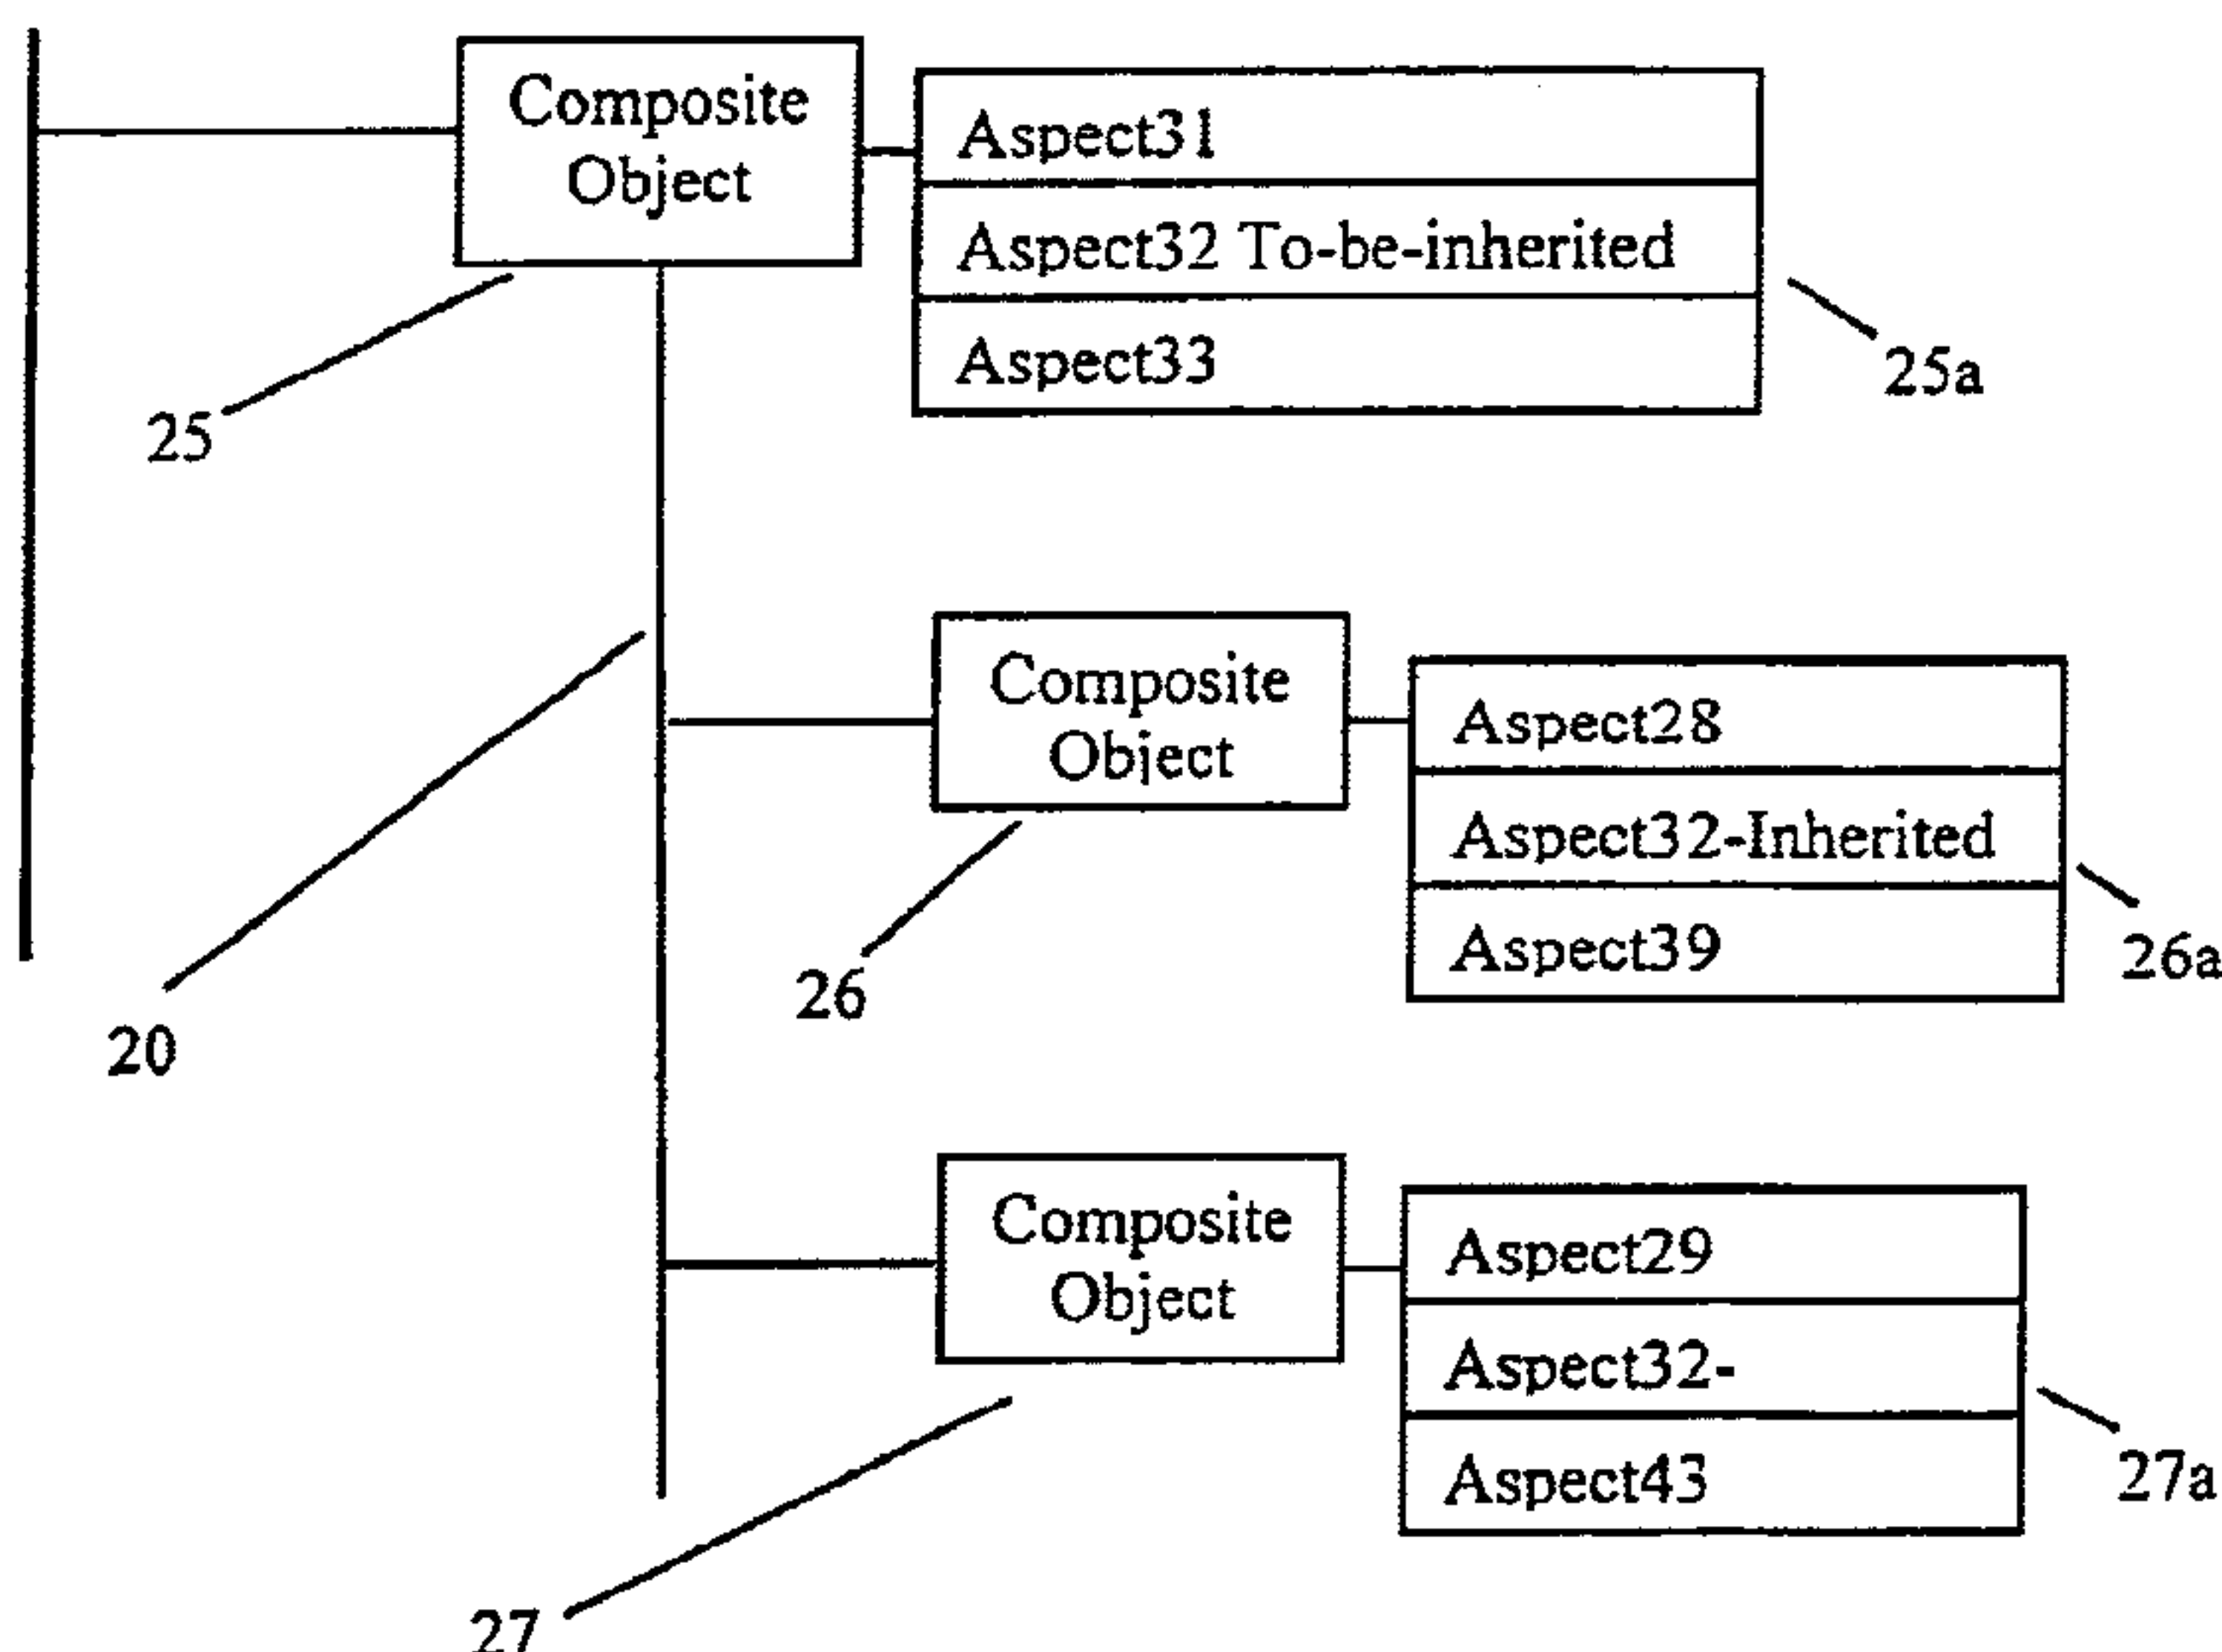 Composite
Object
Aspect31
Aspect32 To-be-inherited
Aspect33
25a
25
Composite
Object
Aspect28
Aspect32-Inherited
Aspect39
26a
26
20
Composite
Object
Aspect29
Aspect32-
Aspect43
27a
27